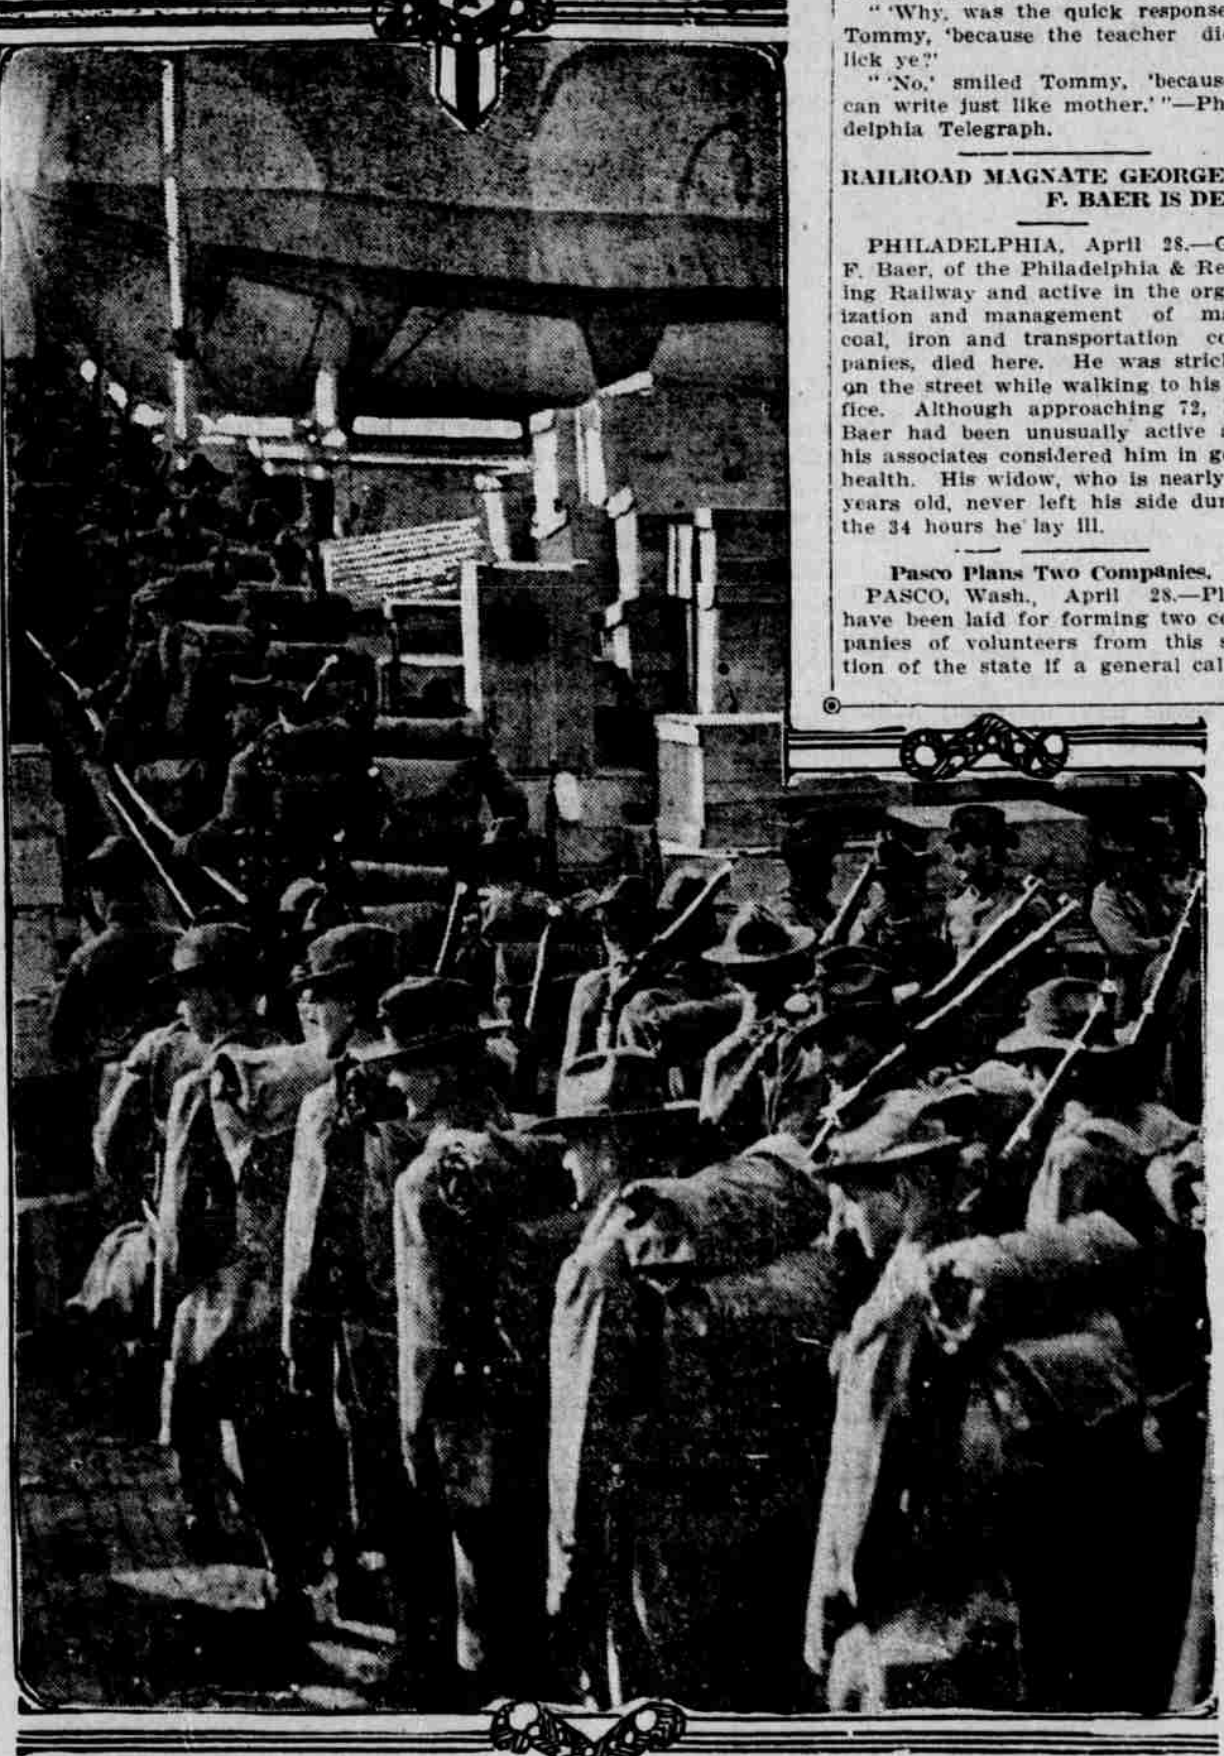 " 'Why, was the quick response
Tommy, 'because the teacher di
lick ye?'
" 'No,' smiled Tommy, 'becaus
can write just like mother.' "—Ph
delphia Telegraph.
RAILROAD MAGNATE GEORGE
F. BAER IS DE
PHILADELPHIA, April 28.—G
F. Baer, of the Philadelphia & Re
ing Railway and active in the org
ization and management of m
coal, iron and transportation co
panies, died here. He was stric
on the street while walking to his
fice. Although approaching 72,
Baer had been unusually active
his associates considered him in g
health. His widow, who is nearly
years old, never left his side dur
the 34 hours he lay ill.
Pasco Plans Two Companies.
PASCO, Wash., April 28.—Pl
have been laid for forming two co
panies of volunteers from this s
tion of the state if a general cal